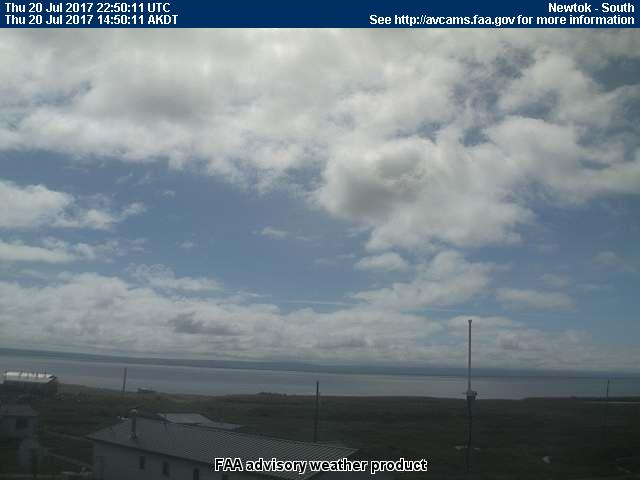 Thu 20 Jul 2017 22:50:11 UTC Newtok - South
Thu 20 Jul 2017 14:50:11 AKDT See http://avcams.faa.gov for more information
FAA advisory weather product